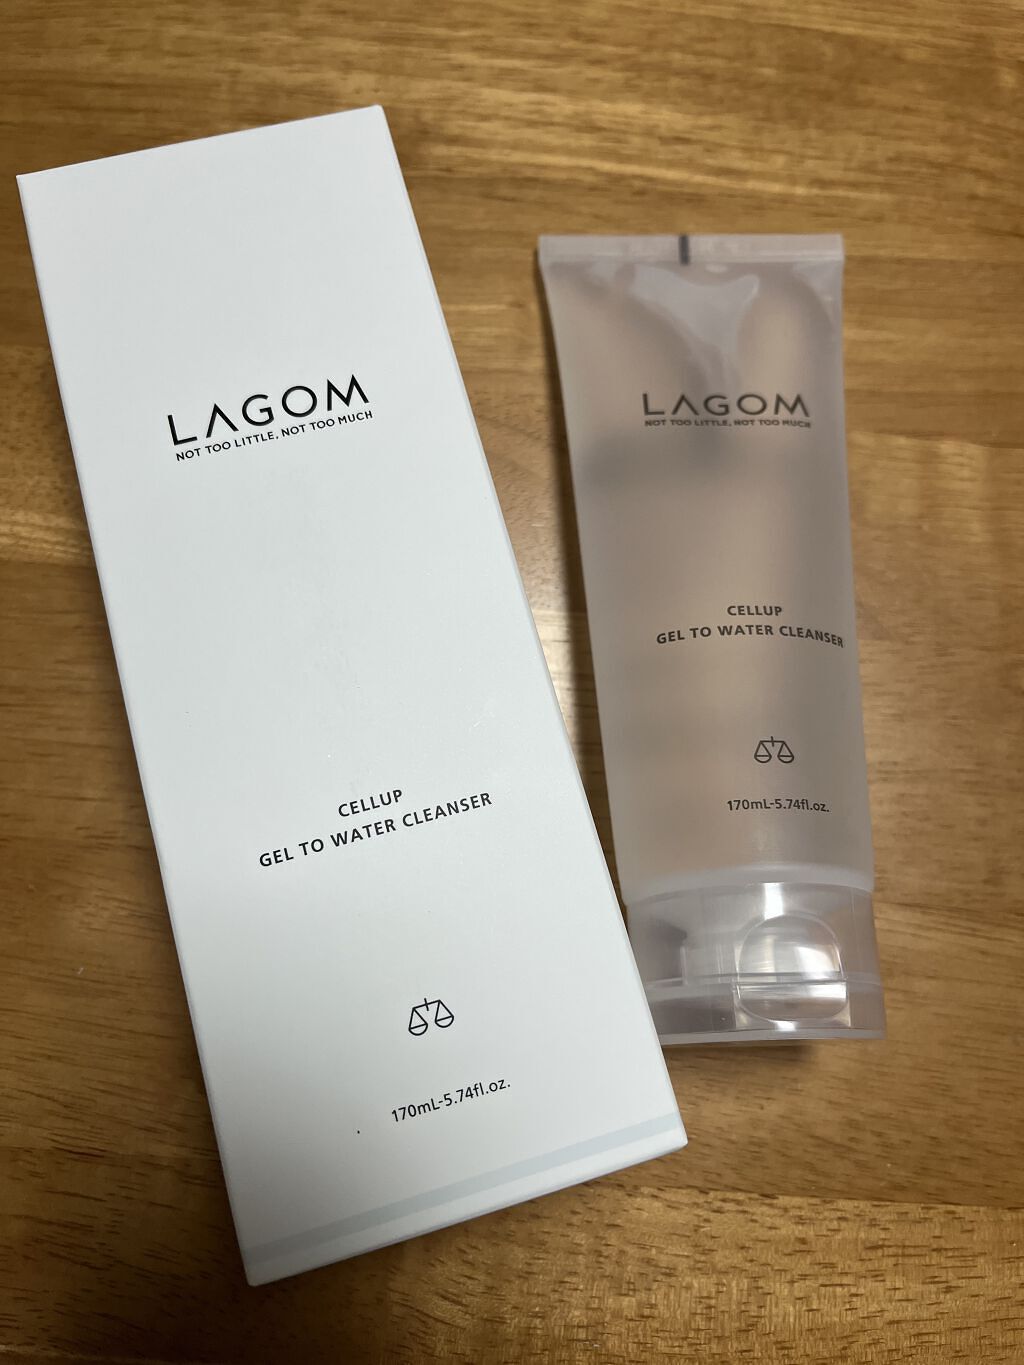 LAGOM
NOT TOO LITTLE, NOT TOO MUCH
CELLUP
GEL TO WATER CLEANSER
170mL-5.74fl.oz.
LAGOM
NOT TOO LITTLE, NOT TOO MUCH
CELLUP
GEL TO WATER CLEANSER
170mL-5.74fl.oz.